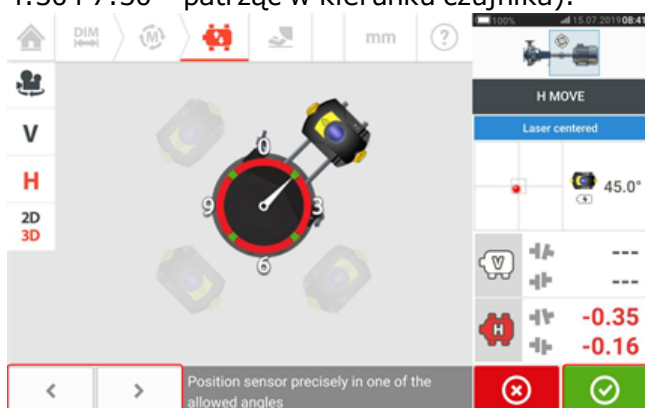 1:30 i 7:30 – patrząc w kierunku czujnika).
DIM
M
mm
?
100%
15.07.2019 08:41
H MOVE
V
Laser centered
0
H
45.0°
9
3
2D
3D
6
V
---
---
H
-0.35
-0.16
Position sensor precisely in one of the
allowed angles